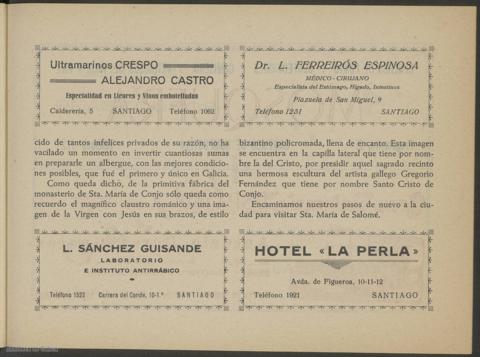 Ultramarinos CRESPO
ALEJANDRO CASTRO
Especialidad en Licores y Vinos embotellados
Calderería, 5 SANTIAGO Teléfono 1062
Dr. L. FERREIRÓS ESPINOSA
MÉDICO-CIRUJANO
Especialista del Estómago, Hígado, Intestinos
Plazuela de San Miguel, 9
Teléfono 1251 SANTIAGO
cido de tantos infelices privados de su razón, no ha
vacilado un momento en invertir cuantiosas sumas
en prepararle un albergue, con las mejores condicio-
nes posibles, que fué el primero y único en Galicia.
Como queda dicho, de la primitiva fábrica del
monasterio de Sta. María de Conjo sólo queda como
recuerdo el magnífico claustro románico y una ima-
gen de la Virgen con Jesús en sus brazos, de estilo
bizantino policromada, llena de encanto. Esta imagen
se encuentra en la capilla lateral que tiene por nom-
bre la del Cristo, por presidir aquel sagrado recinto
una hermosa escultura del artista gallego Gregorio
Fernández que tiene por nombre Santo Cristo de
Conjo.
Encaminamos nuestros pasos de nuevo a la ciu-
dad para visitar Sta. María de Salomé.
L. SÁNCHEZ GUISANDE
LABORATORIO
E INSTITUTO ANTIRRÁBICO
Teléfono 1522 Carrera del Conde, 10-1.º SANTIAGO
HOTEL «LA PERLA»
Avda. de Figueroa, 10-11-12
Teléfono 1921 SANTIAGO